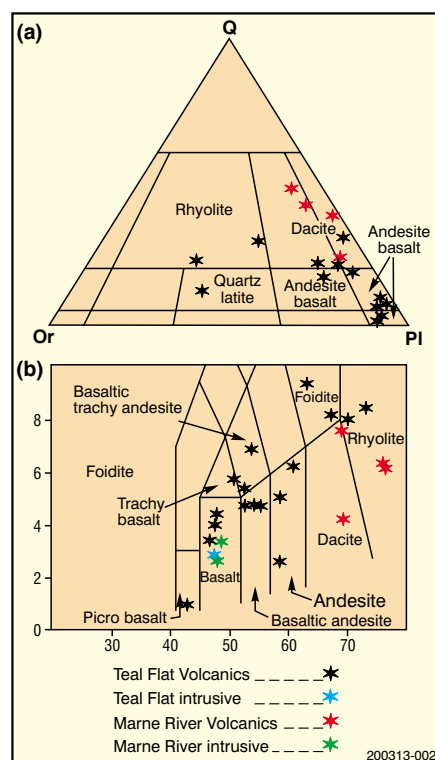 (a)
Q
Rhyolite
Dacite
Andesite
basalt
Quartz
latite
Andesite
basalt
Or
Pl
(b)
Basaltic
trachy andesite
Foidite
Foidite
Rhyolite
Trachy
basalt
Dacite
Basalt
Andesite
Picro basalt
Basaltic andesite
8
6
4
2
0
30 40 50 60 70
Teal Flat Volcanics
Teal Flat intrusive
Marne River Volcanics
Marne River intrusive
200313-002